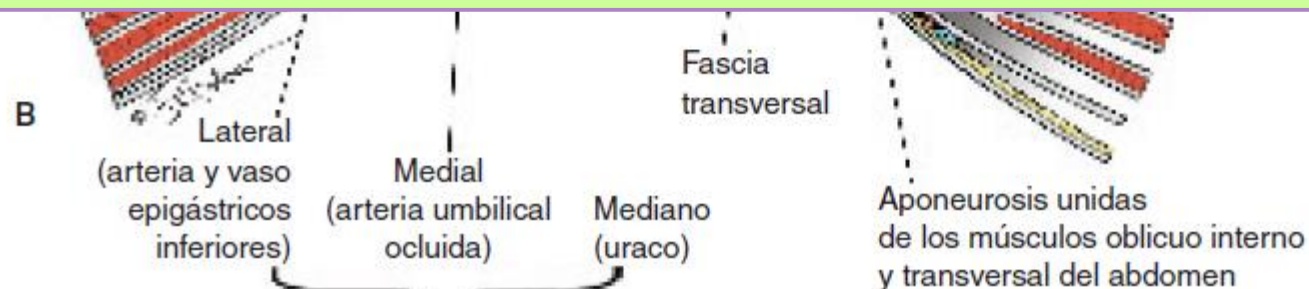 Fascia
transversal
B
Lateral
(arteria y vaso
epigástricos
inferiores)
Medial
(arteria umbilical
ocluida)
Mediano
(uraco)
Aponeurosis unidas
de los músculos oblicuo interno
y transversal del abdomen